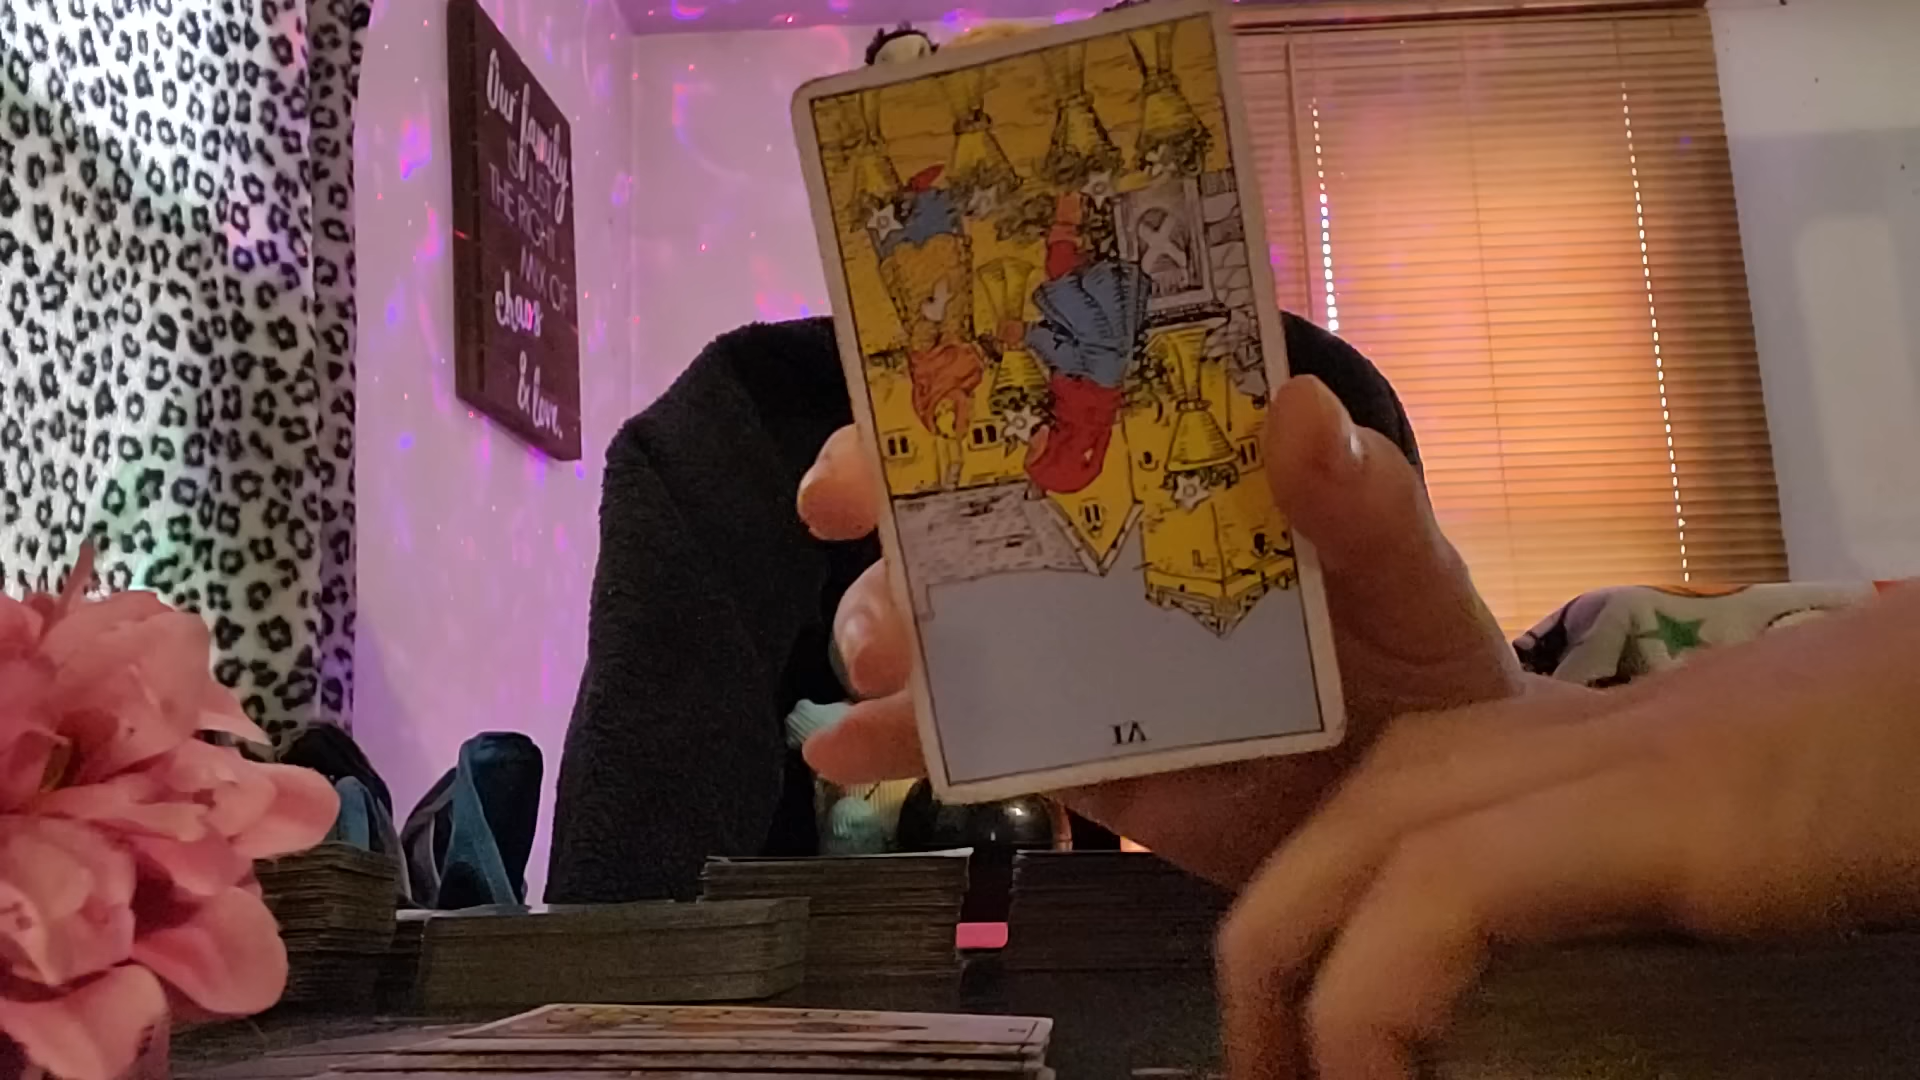 Our family
IS JUST
THE RIGHT
MIX OF
chaos
& love.
VI